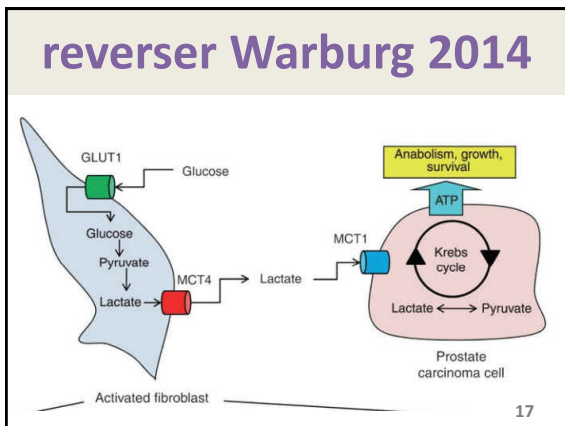 reverser Warburg 2014
GLUT1
Glucose
Glucose
Pyruvate
Lactate
MCT4
Lactate
MCT1
Anabolism, growth,
survival
ATP
Krebs
cycle
Lactate
Pyruvate
Prostate
carcinoma cell
Activated fibroblast
17